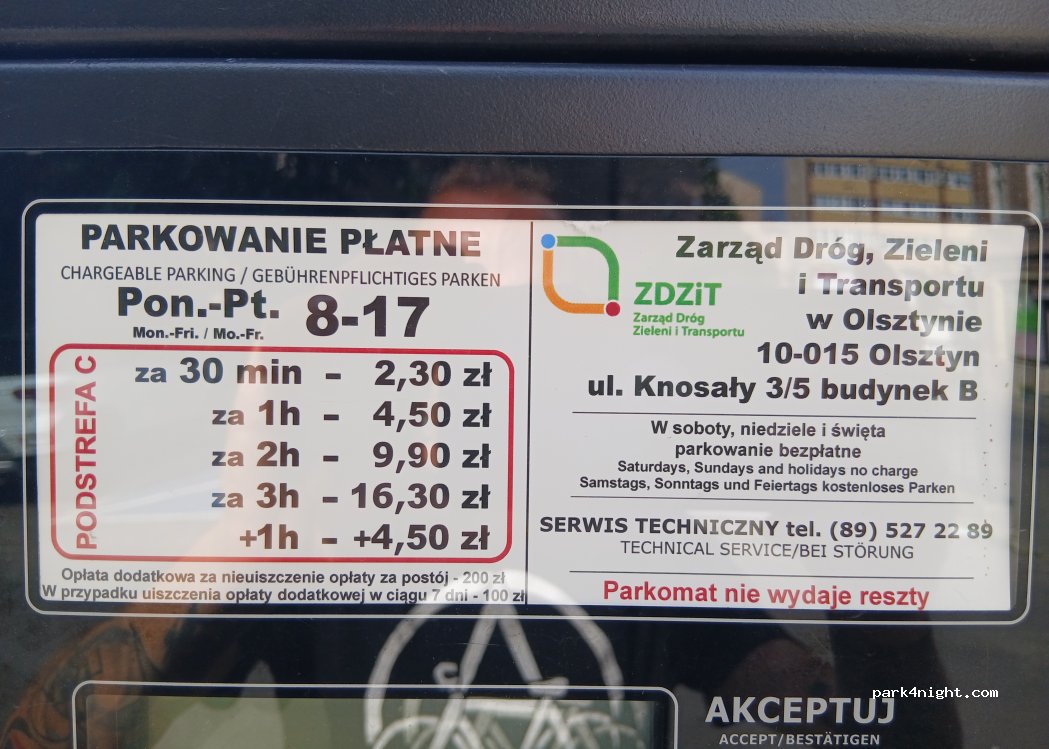 PARKOWANIE PŁATNE
CHARGEABLE PARKING / GEBÜHRENPFLICHTIGES PARKEN
Pon.-Pt. 8-17
Mon.-Fri. / Mo.-Fr.
PODSTREFA C
za 30 min - 2,30 zł
za 1h - 4,50 zł
za 2h - 9,90 zł
za 3h - 16,30 zł
+1h - +4,50 zł
Opłata dodatkowa za nieuiszczenie opłaty za postój - 200 zł
W przypadku uiszczenia opłaty dodatkowej w ciągu 7 dni - 100 zł
ZDZiT
Zarząd Dróg
Zieleni i Transportu
Zarząd Dróg, Zieleni
i Transportu
w Olsztynie
10-015 Olsztyn
ul. Knosały 3/5 budynek B
W soboty, niedziele i święta
parkowanie bezpłatne
Saturdays, Sundays and holidays no charge
Samstags, Sonntags und Feiertags kostenloses Parken
SERWIS TECHNICZNY tel. (89) 527 22 89
TECHNICAL SERVICE/BEI STÖRUNG
Parkomat nie wydaje reszty
park4night.com
AKCEPTUJ
ACCEPT/BESTÄTIGEN